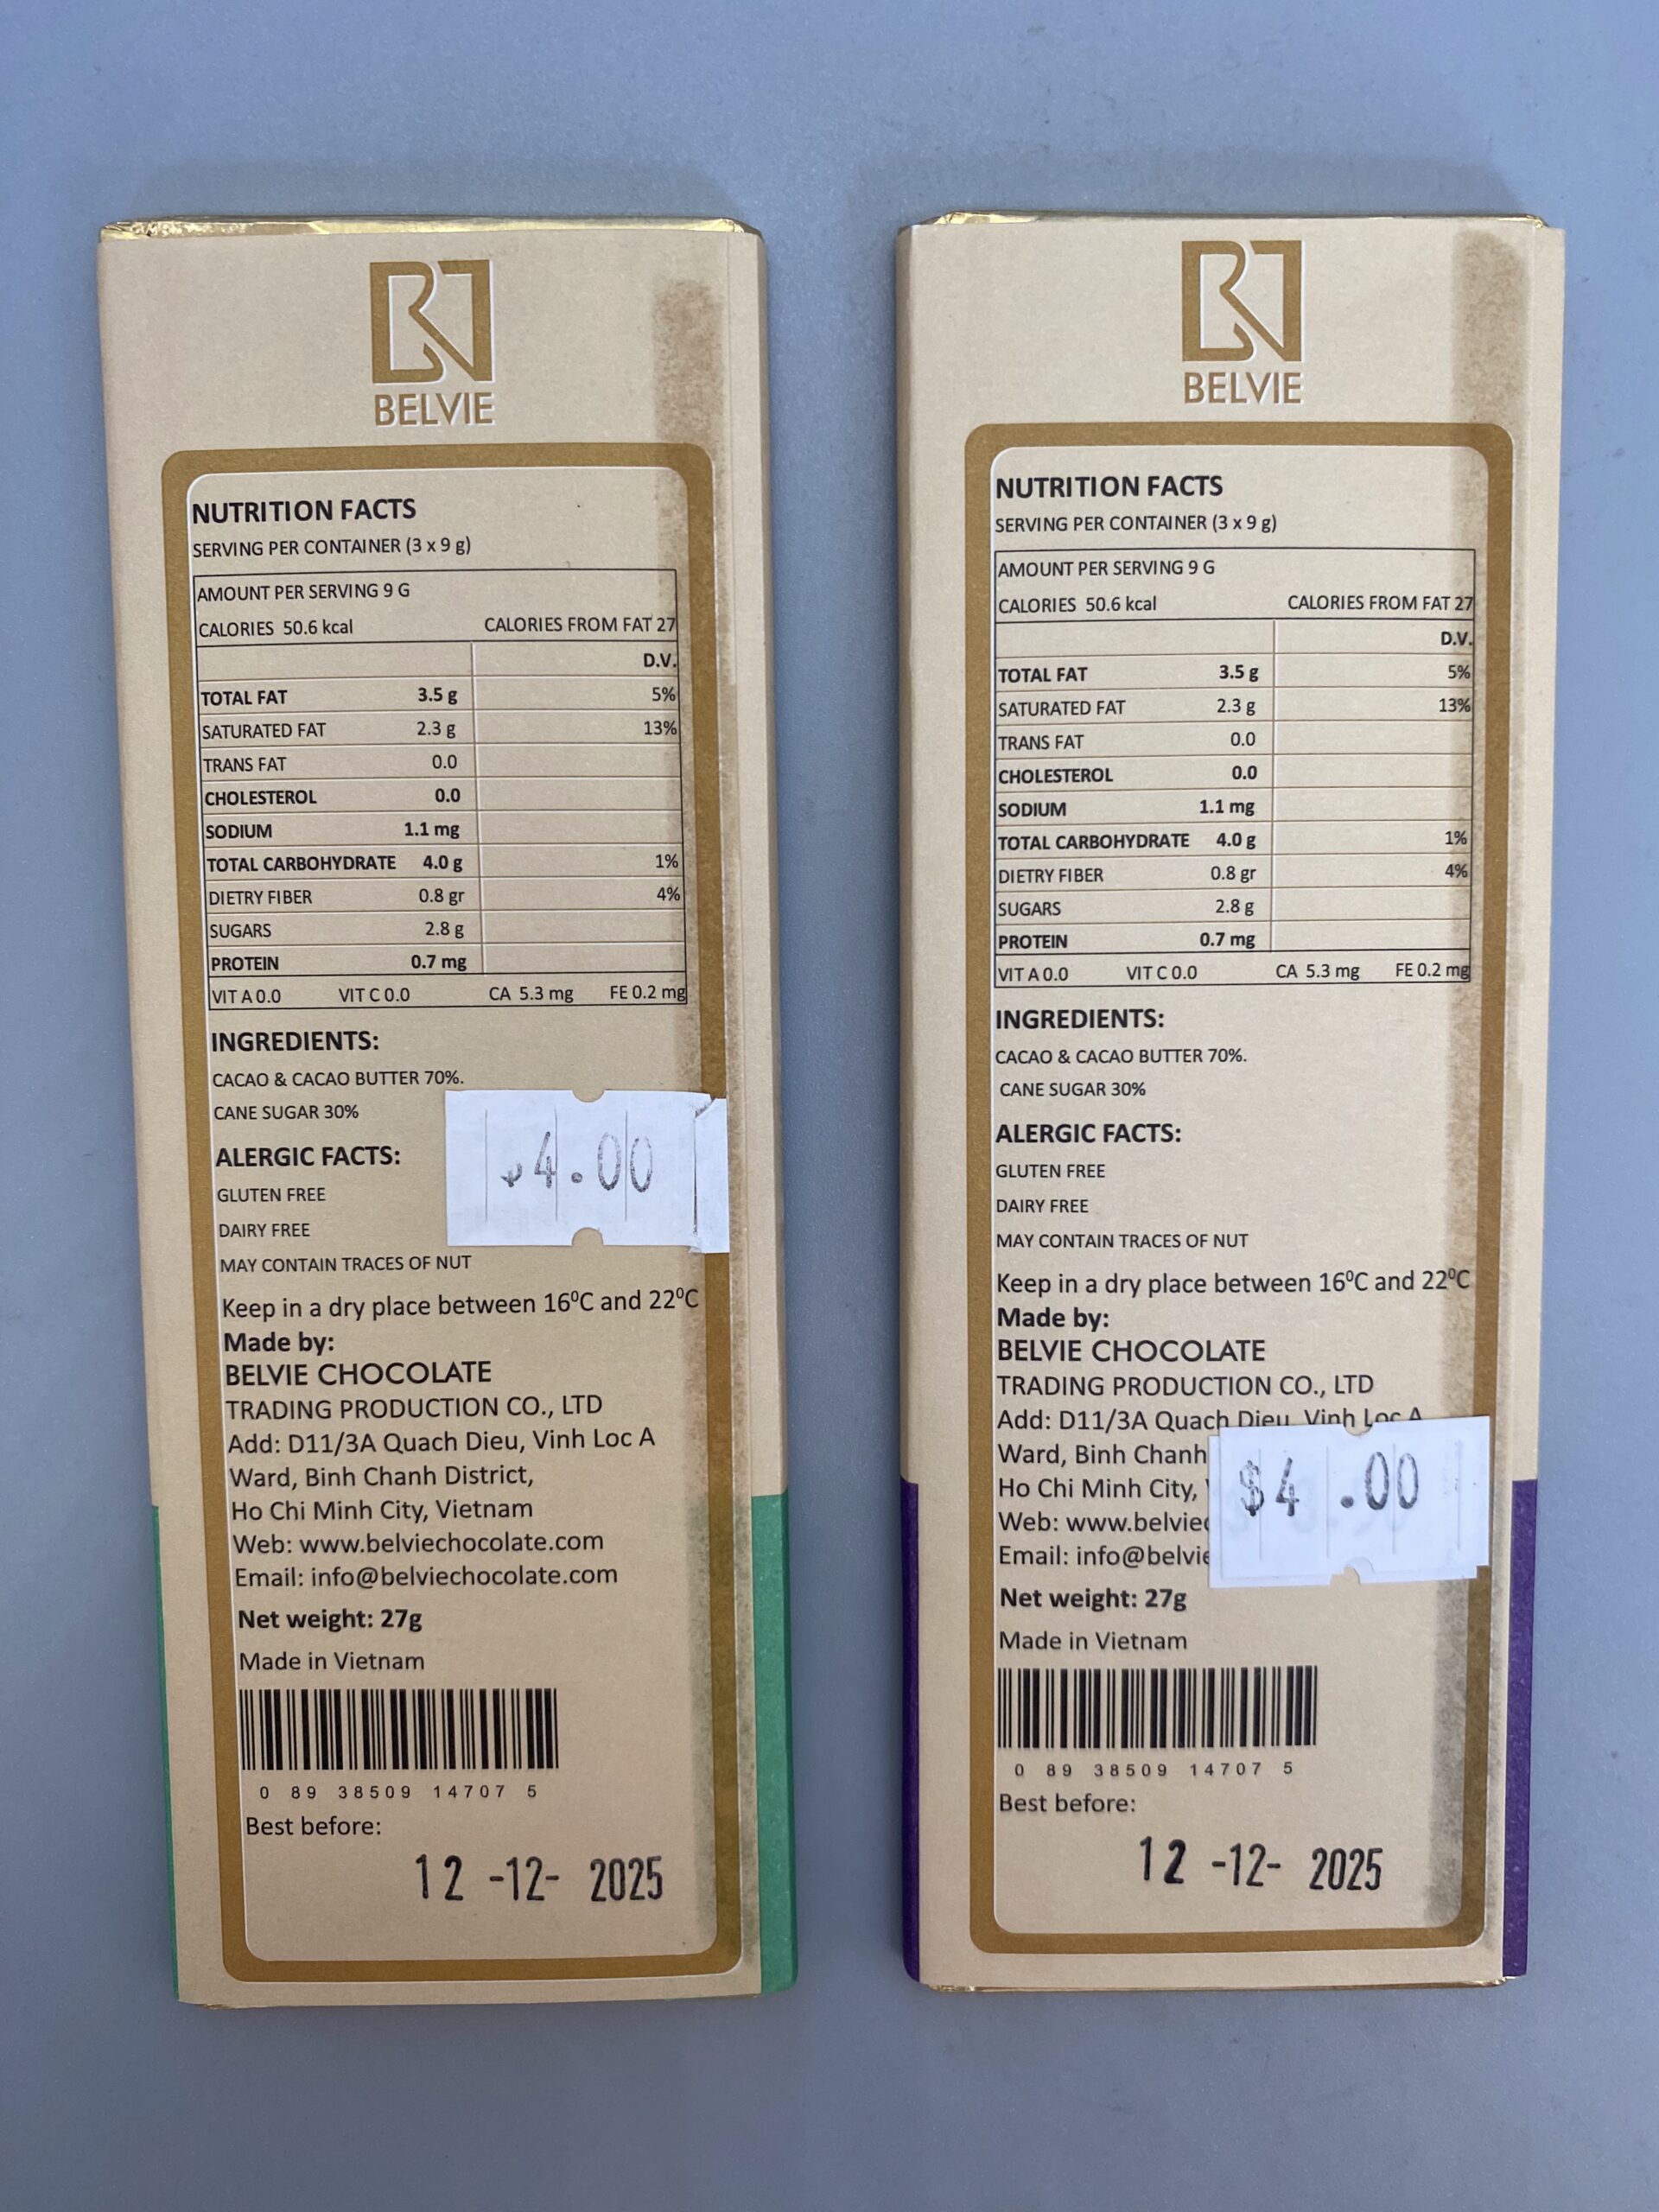 BELVIE
NUTRITION FACTS
SERVING PER CONTAINER (3 x 9 g)
AMOUNT PER SERVING 9 G
CALORIES 50.6 kcal CALORIES FROM FAT 27
D.V.
TOTAL FAT 3.5 g 5%
SATURATED FAT 2.3 g 13%
TRANS FAT 0.0
CHOLESTEROL 0.0
SODIUM 1.1 mg
TOTAL CARBOHYDRATE 4.0 g 1%
DIETRY FIBER 0.8 gr 4%
SUGARS 2.8 g
PROTEIN 0.7 mg
VIT A 0.0 VIT C 0.0 CA 5.3 mg FE 0.2 mg
INGREDIENTS:
CACAO & CACAO BUTTER 70%.
CANE SUGAR 30%
$4.00
ALERGIC FACTS:
GLUTEN FREE
DAIRY FREE
MAY CONTAIN TRACES OF NUT
Keep in a dry place between 16⁰C and 22⁰C
Made by:
BELVIE CHOCOLATE
TRADING PRODUCTION CO., LTD
Add: D11/3A Quach Dieu, Vinh Loc A
Ward, Binh Chanh District,
Ho Chi Minh City, Vietnam
Web: www.belviechocolate.com
Email: info@belviechocolate.com
Net weight: 27g
Made in Vietnam
0 89 38509 14707 5
Best before:
12 -12- 2025
BELVIE
NUTRITION FACTS
SERVING PER CONTAINER (3 x 9 g)
AMOUNT PER SERVING 9 G
CALORIES 50.6 kcal CALORIES FROM FAT 27
D.V.
TOTAL FAT 3.5 g 5%
SATURATED FAT 2.3 g 13%
TRANS FAT 0.0
CHOLESTEROL 0.0
SODIUM 1.1 mg
TOTAL CARBOHYDRATE 4.0 g 1%
DIETRY FIBER 0.8 gr 4%
SUGARS 2.8 g
PROTEIN 0.7 mg
VIT A 0.0 VIT C 0.0 CA 5.3 mg FE 0.2 mg
INGREDIENTS:
CACAO & CACAO BUTTER 70%.
CANE SUGAR 30%
ALERGIC FACTS:
GLUTEN FREE
DAIRY FREE
MAY CONTAIN TRACES OF NUT
Keep in a dry place between 16⁰C and 22⁰C
Made by:
BELVIE CHOCOLATE
TRADING PRODUCTION CO., LTD
Add: D11/3A Quach Dieu, Vinh Loc A
Ward, Binh Chanh
Ho Chi Minh City,
Web: www.belvie
Email: info@belvie
$4.00
Net weight: 27g
Made in Vietnam
0 89 38509 14707 5
Best before:
12 -12- 2025